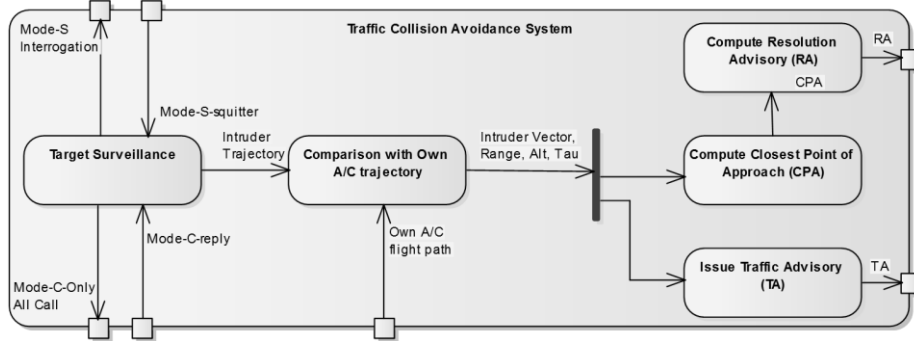 Traffic Collision Avoidance System
Mode-S
Interrogation
Mode-S-squitter
Target Surveillance
Intruder
Trajectory
Comparison with Own
A/C trajectory
Intruder Vector,
Range, Alt, Tau
Compute Resolution
Advisory (RA)
RA
CPA
Compute Closest Point of
Approach (CPA)
Mode-C-reply
Own A/C
flight path
Mode-C-Only
All Call
Issue Traffic Advisory
(TA)
TA